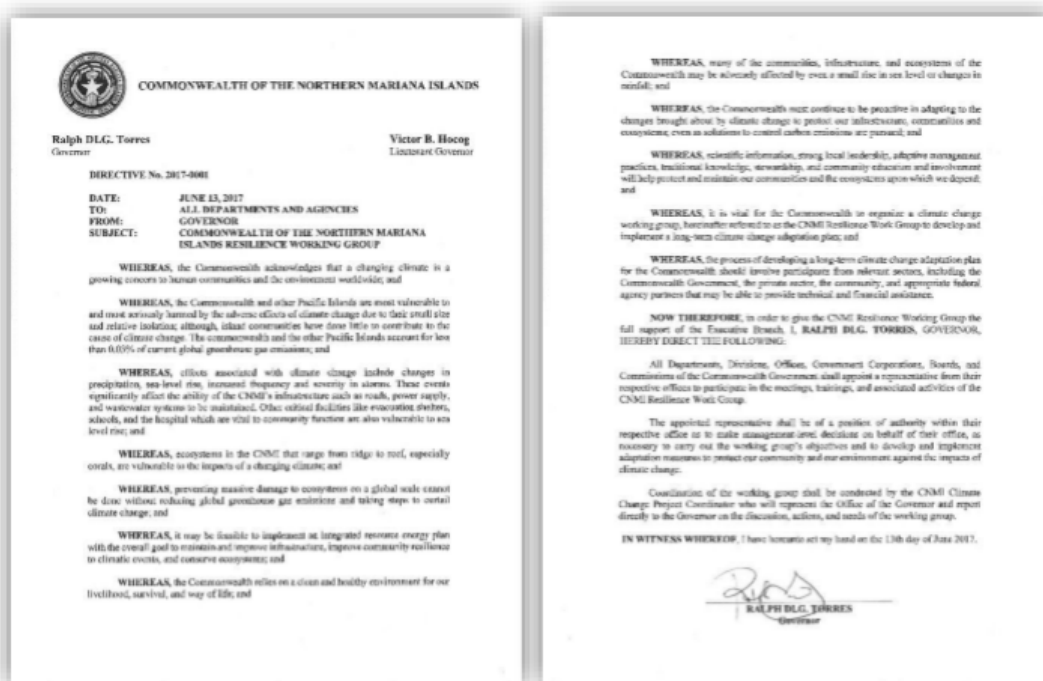 COMMONWEALTH OF THE NORTHERN MARIANA ISLANDS
Ralph DLG. Torres
Governor
Victor B. Hocog
Lieutenant Governor
DIRECTIVE No. 2017-0001
DATE: JUNE 13, 2017
TO: ALL DEPARTMENTS AND AGENCIES
FROM: GOVERNOR
SUBJECT: COMMONWEALTH OF THE NORTHERN MARIANA
ISLANDS RESILIENCE WORKING GROUP
WHEREAS, the Commonwealth acknowledges that a changing climate is a
growing concern to human communities and the environment worldwide; and
WHEREAS, the Commonwealth and other Pacific Islands are most vulnerable to
and most seriously harmed by the adverse effects of climate change due to their small size
and relative isolation; although, island communities have done little to contribute to the
cause of climate change. The commonwealth and the other Pacific Islands account for less
than 0.03% of current global greenhouse gas emissions; and
WHEREAS, effects associated with climate change include changes in
precipitation, sea-level rise, increased frequency and severity in storms. These events
significantly affect the ability of the CNMI's infrastructure such as roads, power supply,
and wastewater systems to be maintained. Other critical facilities like evacuation shelters,
schools, and the hospital which are vital to community function are also vulnerable to sea
level rise; and
WHEREAS, ecosystems in the CNMI that range from ridge to reef, especially
corals, are vulnerable to the impacts of a changing climate; and
WHEREAS, preventing massive damage to ecosystems on a global scale cannot
be done without reducing global greenhouse gas emissions and taking steps to curtail
climate change; and
WHEREAS, it may be feasible to implement an integrated resource energy plan
with the overall goal to maintain and improve infrastructure, improve community resilience
to climatic events, and conserve ecosystems; and
WHEREAS, the Commonwealth relies on a clean and healthy environment for our
livelihood, survival, and way of life; and
WHEREAS, many of the communities, infrastructure, and ecosystems of the
Commonwealth may be adversely affected by even a small rise in sea level or changes in
rainfall; and
WHEREAS, the Commonwealth must continue to be proactive in adapting to the
changes brought about by climate change to protect our infrastructure, communities and
ecosystems, even as solutions to control carbon emissions are pursued; and
WHEREAS, scientific information, strong local leadership, adaptive management
practices, traditional knowledge, stewardship, and community education and involvement
will help protect and maintain our communities and the ecosystems upon which we depend;
and
WHEREAS, it is vital for the Commonwealth to organize a climate change
working group, hereinafter referred to as the CNMI Resilience Work Group to develop and
implement a long-term climate change adaptation plan; and
WHEREAS, the process of developing a long-term climate change adaptation plan
for the Commonwealth should involve participants from relevant sectors, including the
Commonwealth Government, the private sector, the community, and appropriate federal
agency partners that may be able to provide technical and financial assistance.
NOW THEREFORE, in order to give the CNMI Resilience Working Group the
full support of the Executive Branch, I, RALPH DLG. TORRES, GOVERNOR,
HEREBY DIRECT THE FOLLOWING:
All Departments, Divisions, Offices, Government Corporations, Boards, and
Commissions of the Commonwealth Government shall appoint a representative from their
respective offices to participate in the meetings, trainings, and associated activities of the
CNMI Resilience Work Group.
The appointed representative shall be of a position of authority within their
respective office as to make management-level decisions on behalf of their office, as
necessary to carry out the working group's objectives and to develop and implement
adaptation measures to protect our community and our environment against the impacts of
climate change.
Coordination of the working group shall be conducted by the CNMI Climate
Change Project Coordinator who will represent the Office of the Governor and report
directly to the Governor on the discussion, actions, and needs of the working group.
IN WITNESS WHEREOF, I have hereunto set my hand on the 13th day of June 2017.
RALPH DLG. TORRES
Governor